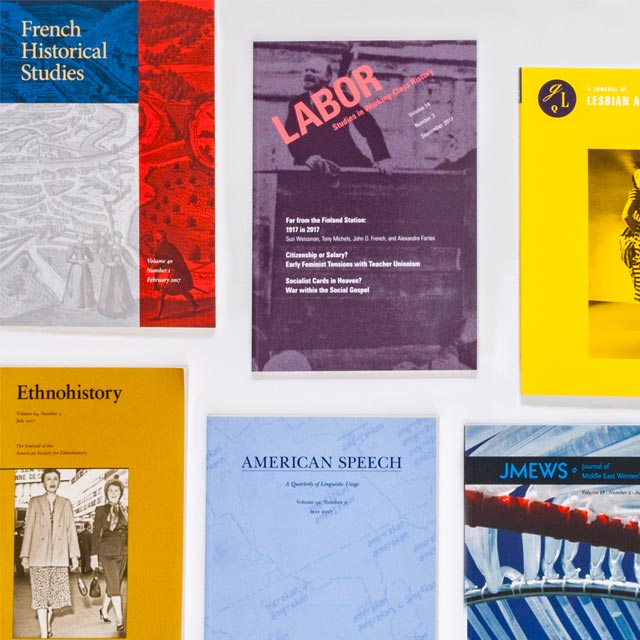 French
Historical
Studies
Volume 40
Number 1
February 2017
LABOR
Studies in Working-Class History
Volume 14
Number 3
September 2017
Far from the Finland Station:
1917 in 2017
Suzi Weissman, Tony Michels, John D. French, and Alexandre Fortes
Citizenship or Salary?
Early Feminist Tensions with Teacher Unionism
Socialist Cards in Heaven?
War within the Social Gospel
g
L
Q
A JOURNAL OF
LESBIAN A
Ethnohistory
Volume 64, Number 3
July 2017
The Journal of the
American Society for Ethnohistory
AMERICAN SPEECH
A Quarterly of Linguistic Usage
Volume 92, Number 2
MAY 2017
american
JMEWS
Journal of
Middle East Women'
Number 2